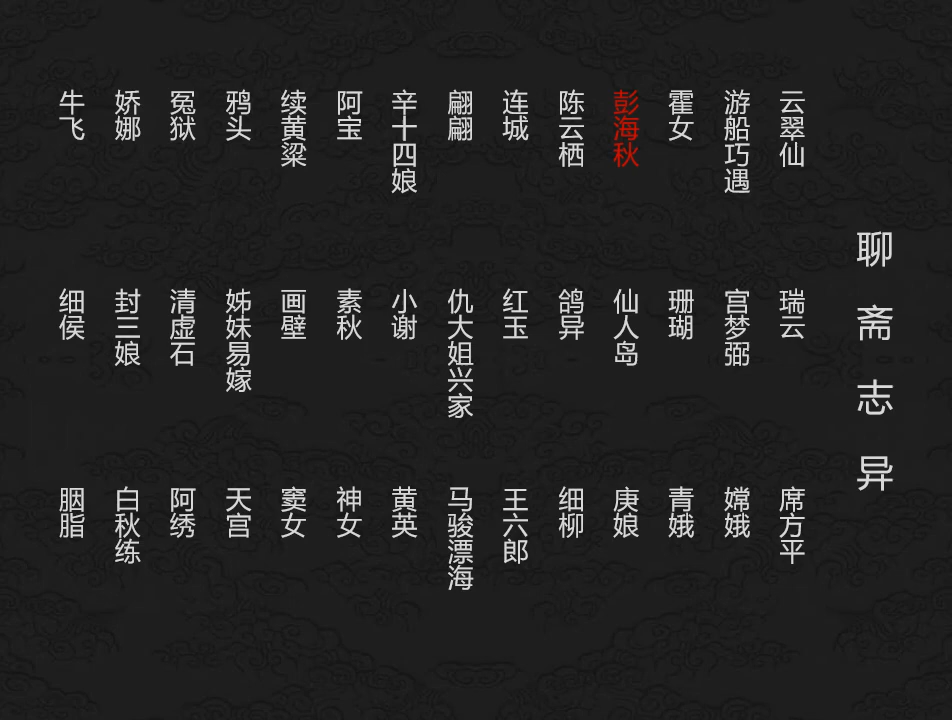 聊斋志异
云翠仙
游船巧遇
霍女
彭海秋
陈云栖
连城
翩翩
辛十四娘
阿宝
续黄粱
鸦头
冤狱
娇娜
牛飞
瑞云
宫梦弼
珊瑚
仙人岛
鸽异
红玉
仇大姐兴家
小谢
素秋
画壁
姊妹易嫁
清虚石
封三娘
细侯
席方平
嫦娥
青娥
庚娘
细柳
王六郎
马骏漂海
黄英
神女
窦女
天宫
阿绣
白秋练
胭脂